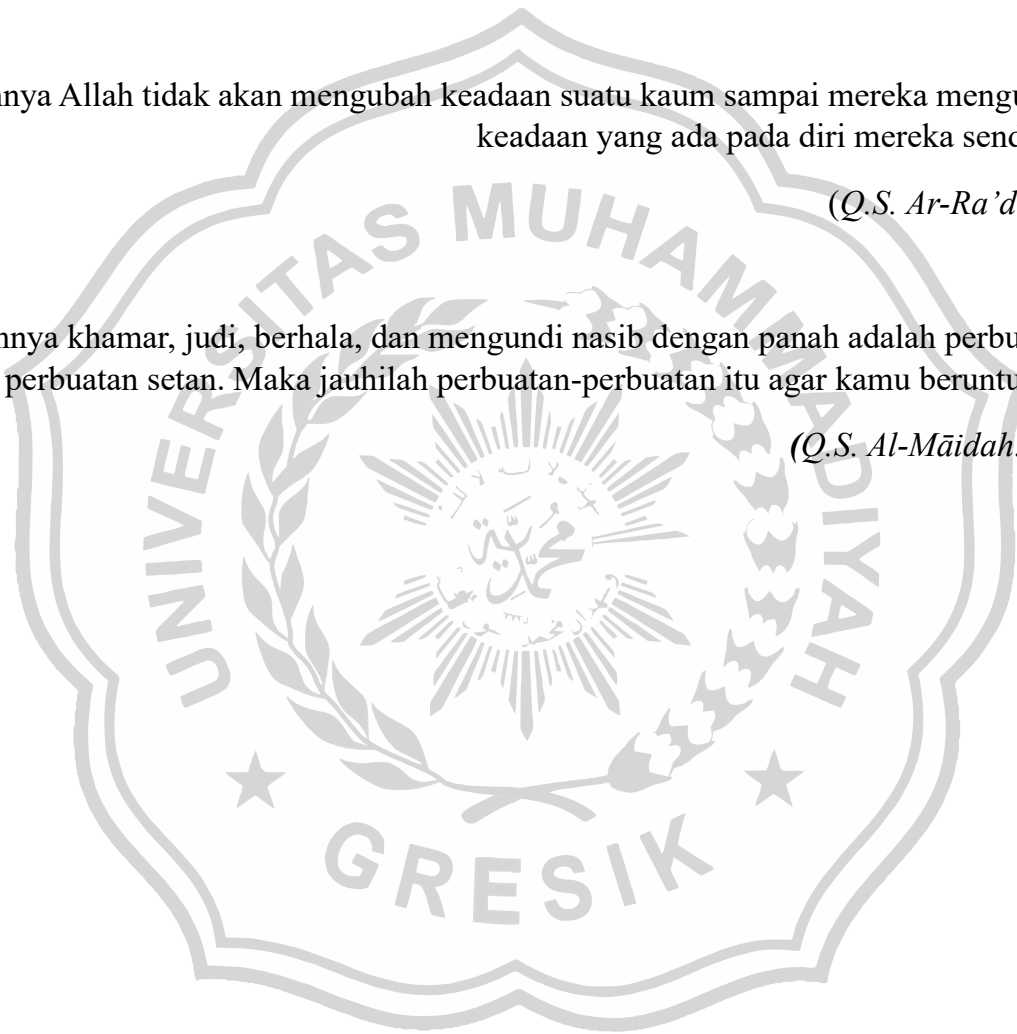 nnya Allah tidak akan mengubah keadaan suatu kaum sampai mereka mengu
keadaan yang ada pada diri mereka send
(Q.S. Ar-Ra’d
nnya khamar, judi, berhala, dan mengundi nasib dengan panah adalah perbu
perbuatan setan. Maka jauhilah perbuatan-perbuatan itu agar kamu beruntu
(Q.S. Al-Māidah:
UNIVERSITAS MUHAMMADIYAH
محمدية
GRESIK